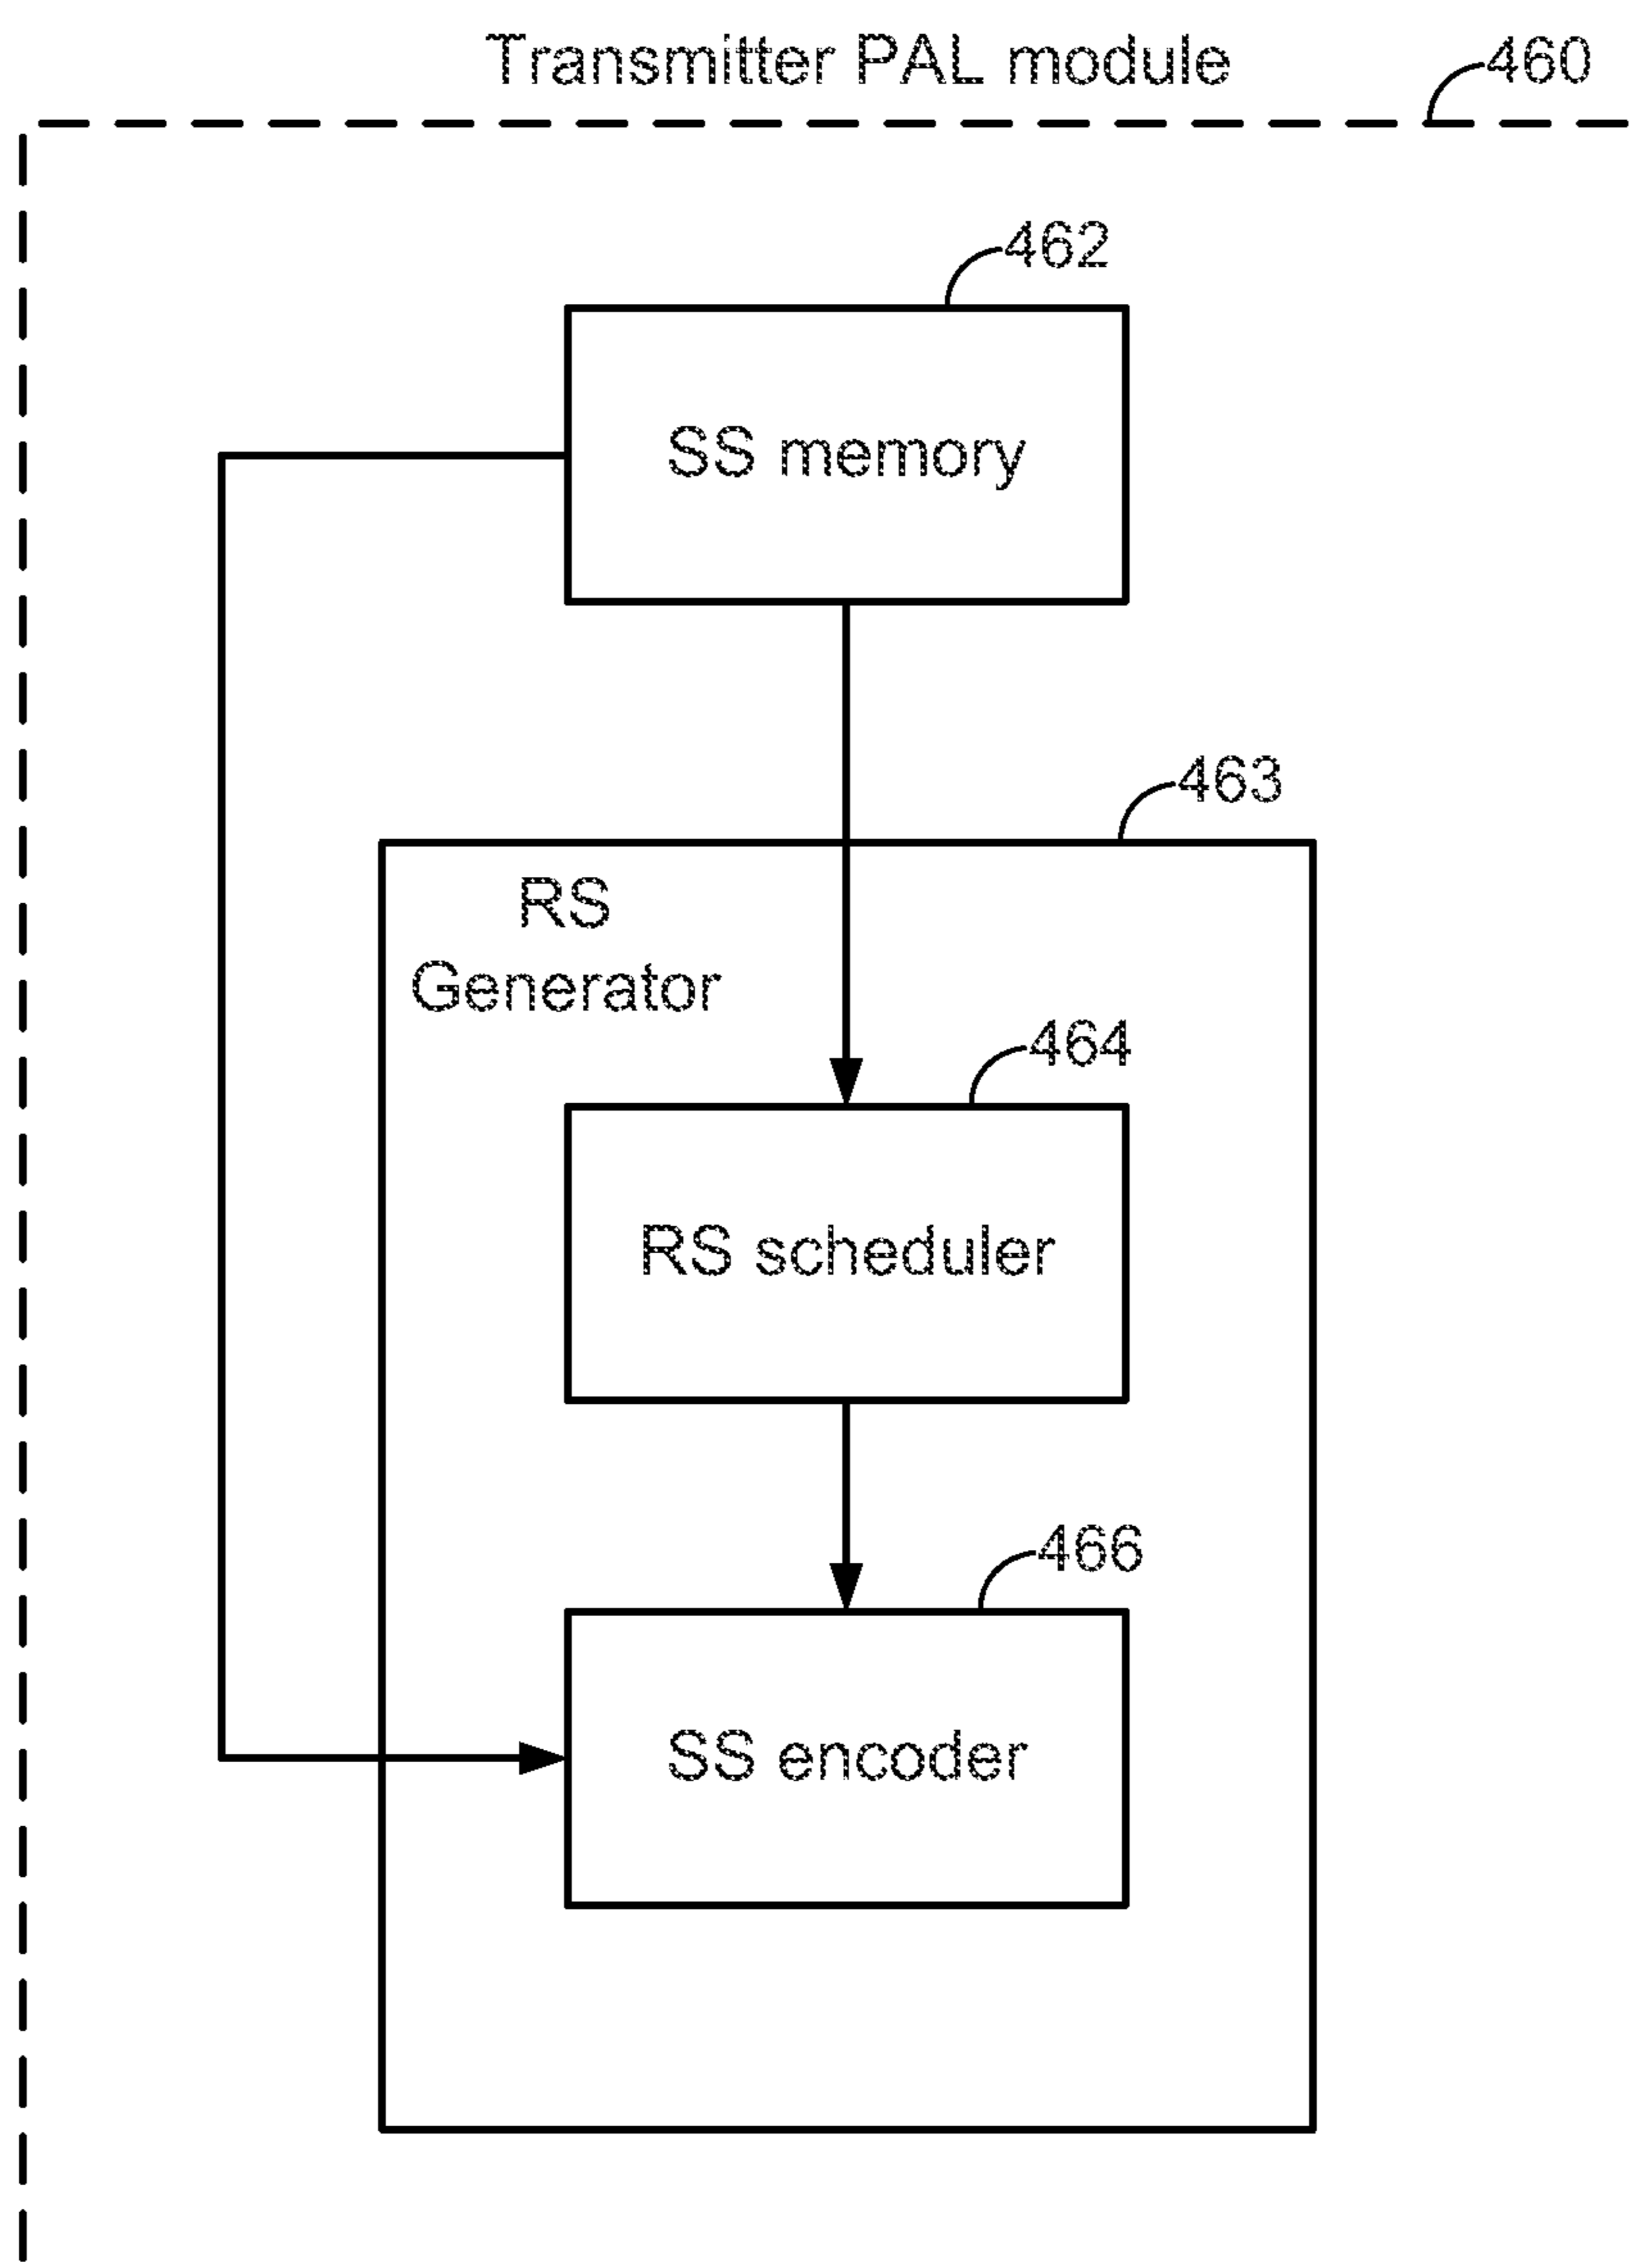 Transmitter PAL module
460
462
SS memory
463
RS
Generator
464
RS scheduler
466
SS encoder